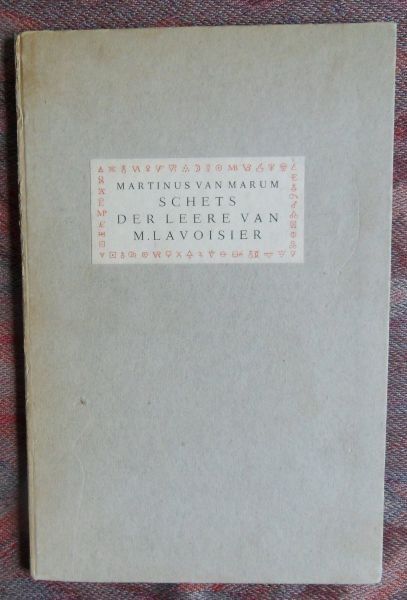 MARTINUS VAN MARUM
SCHETS
DER LEERE VAN
M. LAVOISIER